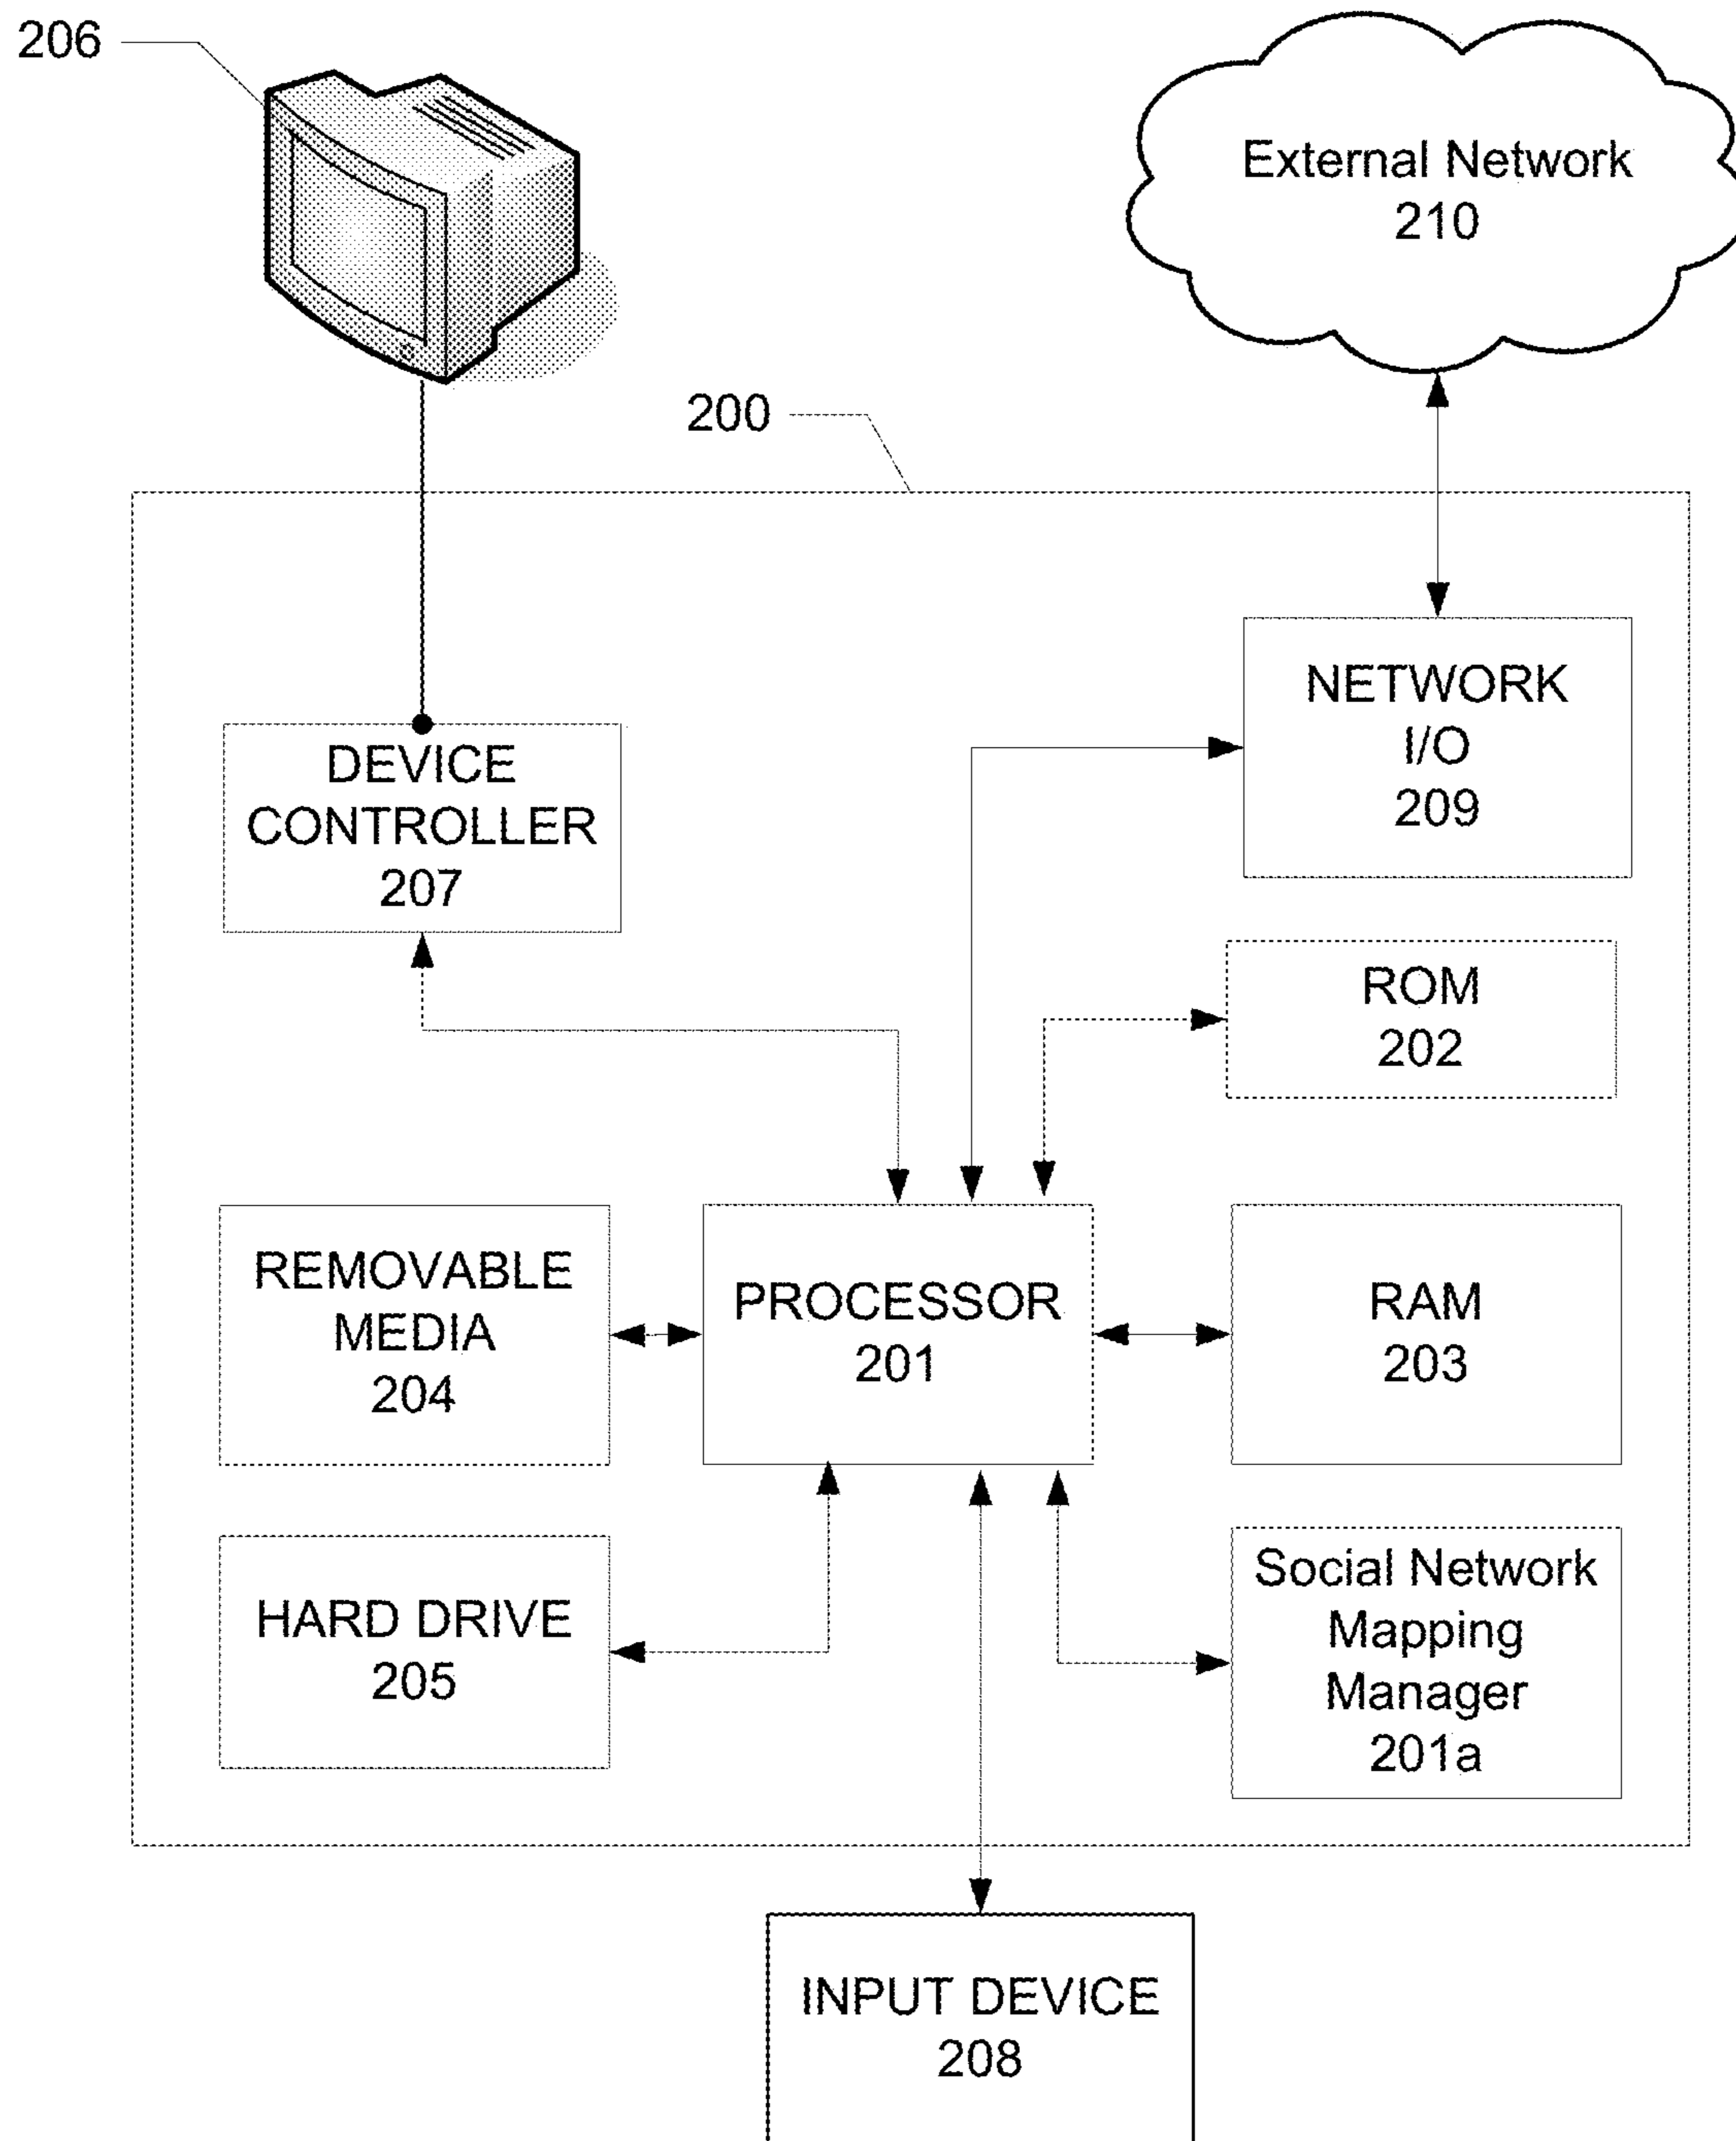 206
External Network
210
200
NETWORK
I/O
209
DEVICE
CONTROLLER
207
ROM
202
REMOVABLE
MEDIA
204
PROCESSOR
201
RAM
203
HARD DRIVE
205
Social Network
Mapping
Manager
201a
INPUT DEVICE
208